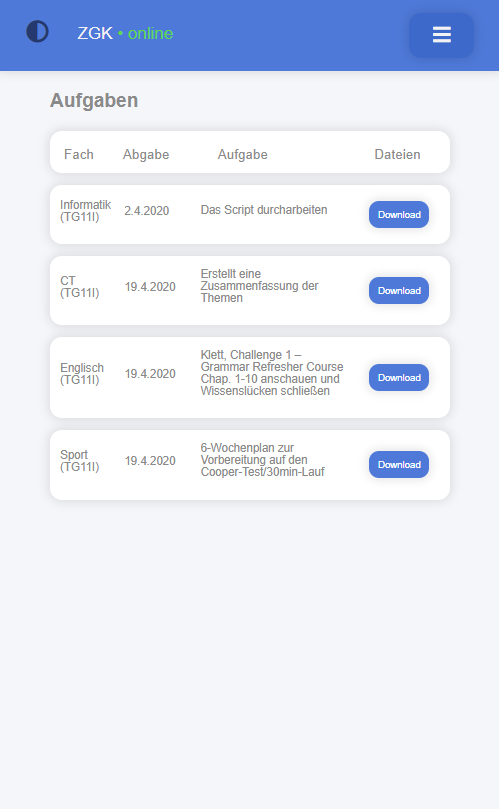 ZGK • online
Aufgaben
Fach Abgabe Aufgabe Dateien
Informatik
(TG11I)
2.4.2020
Das Script durcharbeiten
Download
CT
(TG11I)
19.4.2020
Erstellt eine
Zusammenfassung der
Themen
Download
Englisch
(TG11I)
19.4.2020
Klett, Challenge 1 –
Grammar Refresher Course
Chap. 1-10 anschauen und
Wissenslücken schließen
Download
Sport
(TG11I)
19.4.2020
6-Wochenplan zur
Vorbereitung auf den
Cooper-Test/30min-Lauf
Download